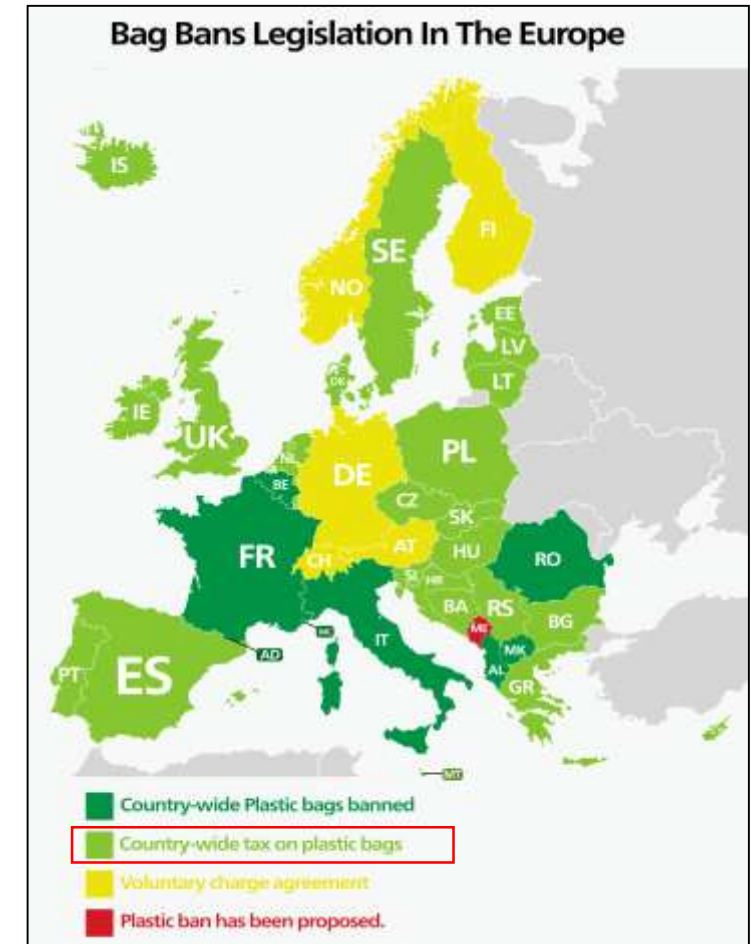 Bag Bans Legislation In The Europe
IS
SE
FI
NO
EE
LV
LT
DK
IE
UK
NL
BE
DE
PL
CZ
SK
FR
CH
AT
HU
RO
SI
HR
BA
RS
BG
ME
MK
AL
GR
IT
MC
AD
PT
ES
MT
Country-wide Plastic bags banned
Country-wide tax on plastic bags
Voluntary charge agreement
Plastic ban has been proposed.